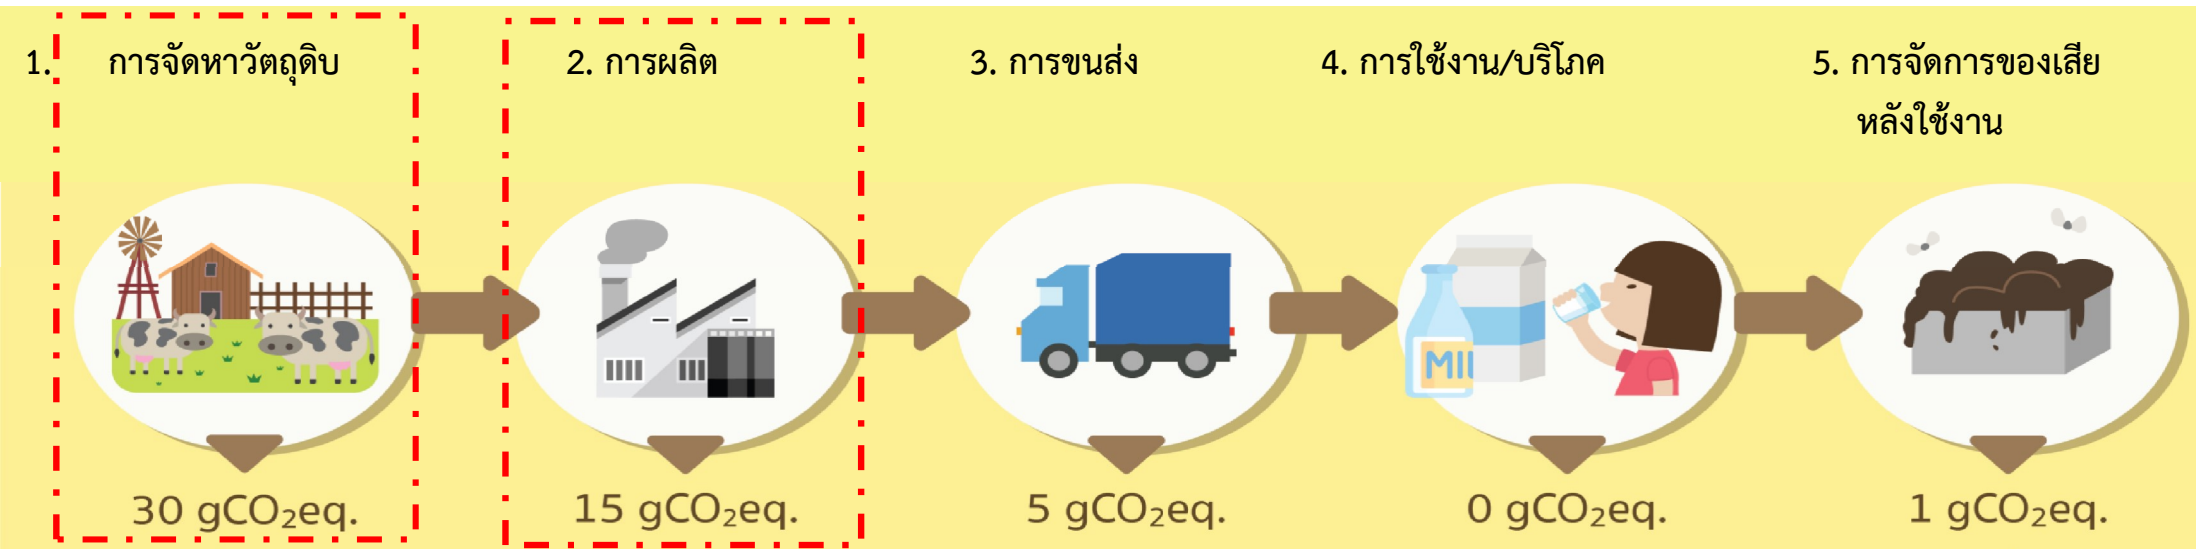 1. การจัดหาวัตถุดิบ
2. การผลิต
3. การขนส่ง
4. การใช้งาน/บริโภค
5. การจัดการของเสีย
หลังใช้งาน
MIL
30 gCO₂eq.
15 gCO₂eq.
5 gCO₂eq.
0 gCO₂eq.
1 gCO₂eq.